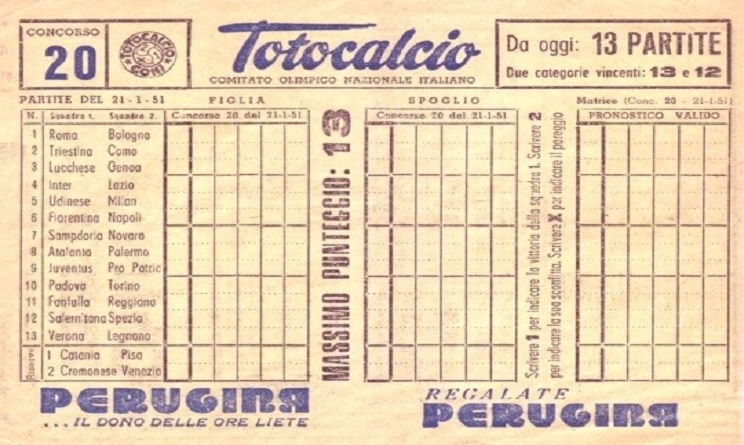 CONCORSO
20
TOTOCALCIO
CONI
Totocalcio
COMITATO OLIMPICO NAZIONALE ITALIANO
Da oggi: 13 PARTITE
Due categorie vincenti: 13 e 12
PARTITE DEL 21-1-51
FIGLIA
SPOGLIO
Matrice (Conc. 20 - 21-1-51)
N. Squadra 1. Squadra 2.
Concorso 20 del 21-1-51
Concorso 20 del 21-1-51
PRONOSTICO VALIDO
1 Roma Bologna
2 Triestina Como
3 Lucchese Genoa
4 Inter Lazio
5 Udinese Milan
6 Fiorentina Napoli
7 Sampdoria Novara
8 Atalanta Palermo
9 Juventus Pro Patria
10 Padova Torino
11 Fanfulla Reggiana
12 Salernitana Spezia
13 Verona Legnano
Riserve
1 Catania Pisa
2 Cremonese Venezia
MASSIMO PUNTEGGIO: 13
Scrivere 1 per indicare la vittoria della squadra 1. Scrivere 2
per indicare la sua sconfitta. Scrivere X per indicare il pareggio
PERUGINA
...IL DONO DELLE ORE LIETE
REGALATE
PERUGINA